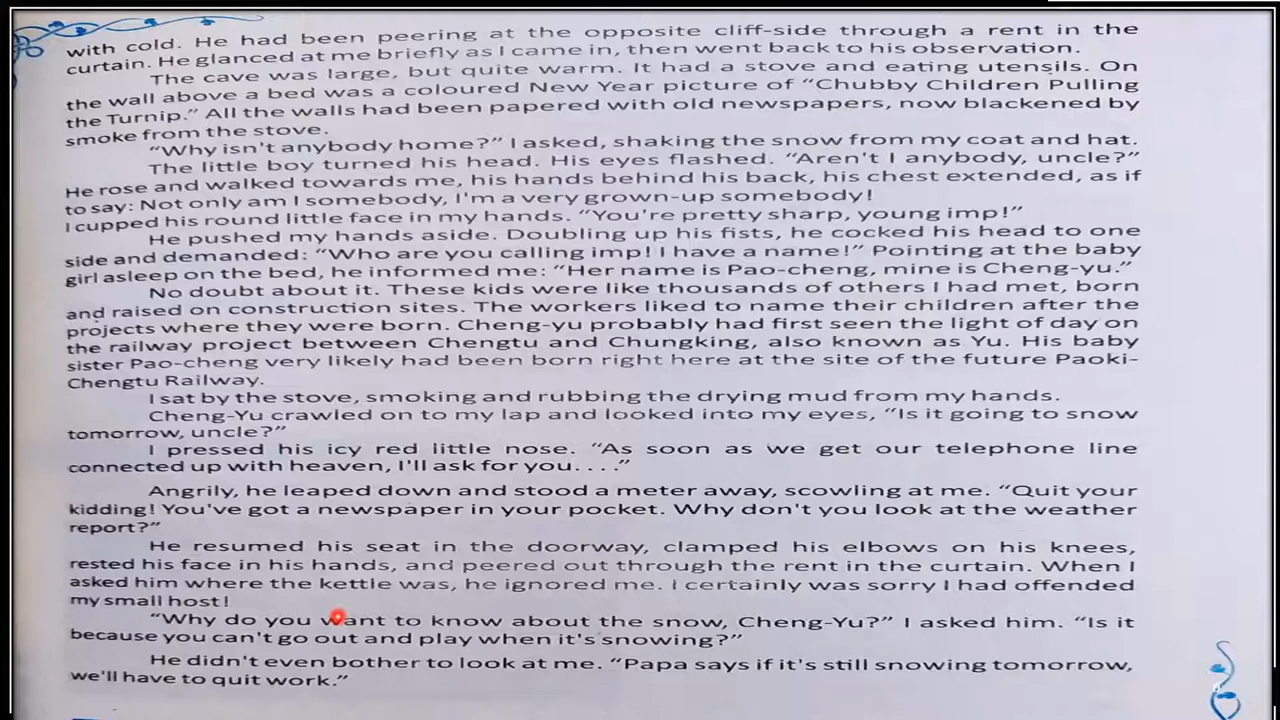 with cold. He had been peering at the opposite cliff-side through a rent in the
curtain. He glanced at me briefly as I came in, then went back to his observation.
The cave was large, but quite warm. It had a stove and eating utensils. On
the wall above a bed was a coloured New Year picture of “Chubby Children Pulling
the Turnip.” All the walls had been papered with old newspapers, now blackened by
smoke from the stove.
“Why isn't anybody home?” I asked, shaking the snow from my coat and hat.
The little boy turned his head. His eyes flashed. “Aren't I anybody, uncle?”
He rose and walked towards me, his hands behind his back, his chest extended, as if
to say: Not only am I somebody, I'm a very grown-up somebody!
I cupped his round little face in my hands. “You're pretty sharp, young imp!”
He pushed my hands aside. Doubling up his fists, he cocked his head to one
side and demanded: “Who are you calling imp! I have a name!” Pointing at the baby
girl asleep on the bed, he informed me: “Her name is Pao-cheng, mine is Cheng-yu.”
No doubt about it. These kids were like thousands of others I had met, born
and raised on construction sites. The workers liked to name their children after the
projects where they were born. Cheng-yu probably had first seen the light of day on
the railway project between Chengtu and Chungking, also known as Yu. His baby
sister Pao-cheng very likely had been born right here at the site of the future Paoki-
Chengtu Railway.
I sat by the stove, smoking and rubbing the drying mud from my hands.
Cheng-Yu crawled on to my lap and looked into my eyes, “Is it going to snow
tomorrow, uncle?”
I pressed his icy red little nose. “As soon as we get our telephone line
connected up with heaven, I'll ask for you. . . .”
Angrily, he leaped down and stood a meter away, scowling at me. “Quit your
kidding! You've got a newspaper in your pocket. Why don't you look at the weather
report?”
He resumed his seat in the doorway, clamped his elbows on his knees,
rested his face in his hands, and peered out through the rent in the curtain. When I
asked him where the kettle was, he ignored me. I certainly was sorry I had offended
my small host!
“Why do you want to know about the snow, Cheng-Yu?” I asked him. “Is it
because you can't go out and play when it's snowing?”
He didn't even bother to look at me. “Papa says if it's still snowing tomorrow,
we'll have to quit work.”